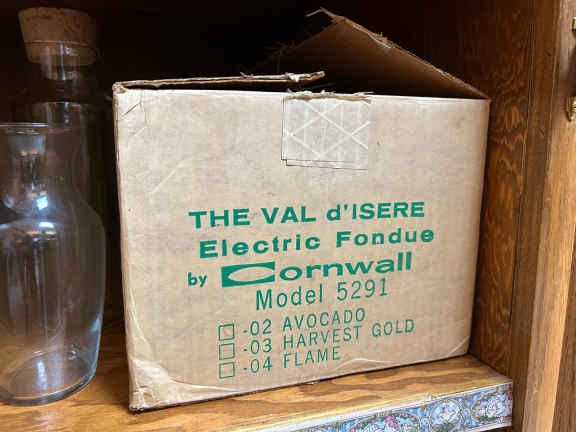 THE VAL d'ISERE
Electric Fondue
by Cornwall
Model 5291
-02 AVOCADO
-03 HARVEST GOLD
-04 FLAME